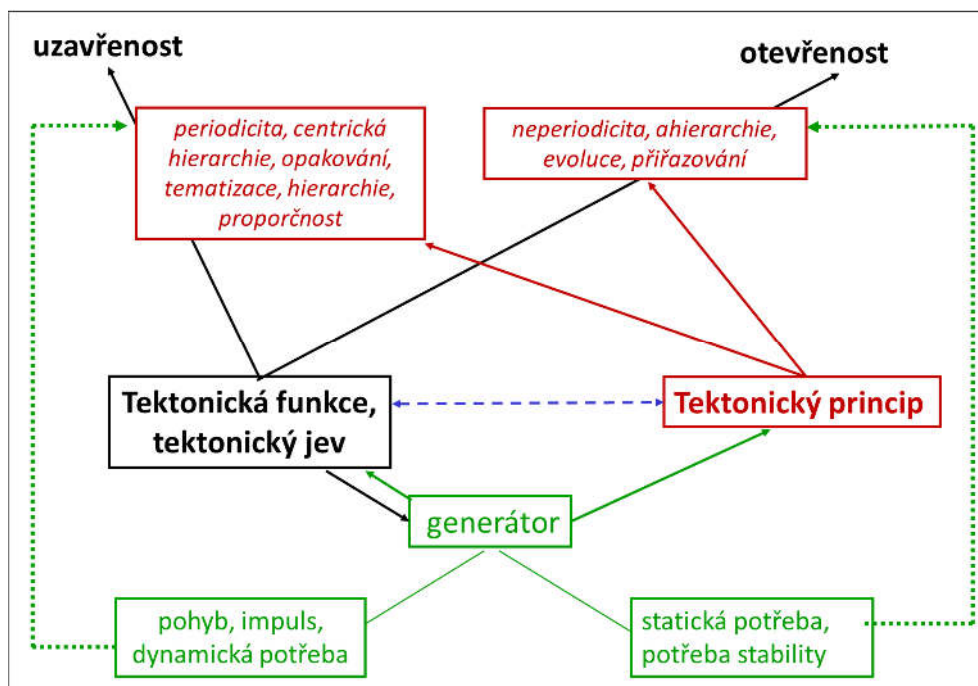 uzavřenost
otevřenost
periodicita, centrická
hierarchie, opakování,
tematizace, hierarchie,
proporčnost
neperiodicita, ahierarchie,
evoluce, přiřazování
Tektonická funkce,
tektonický jev
Tektonický princip
generátor
pohyb, impuls,
dynamická potřeba
statická potřeba,
potřeba stability